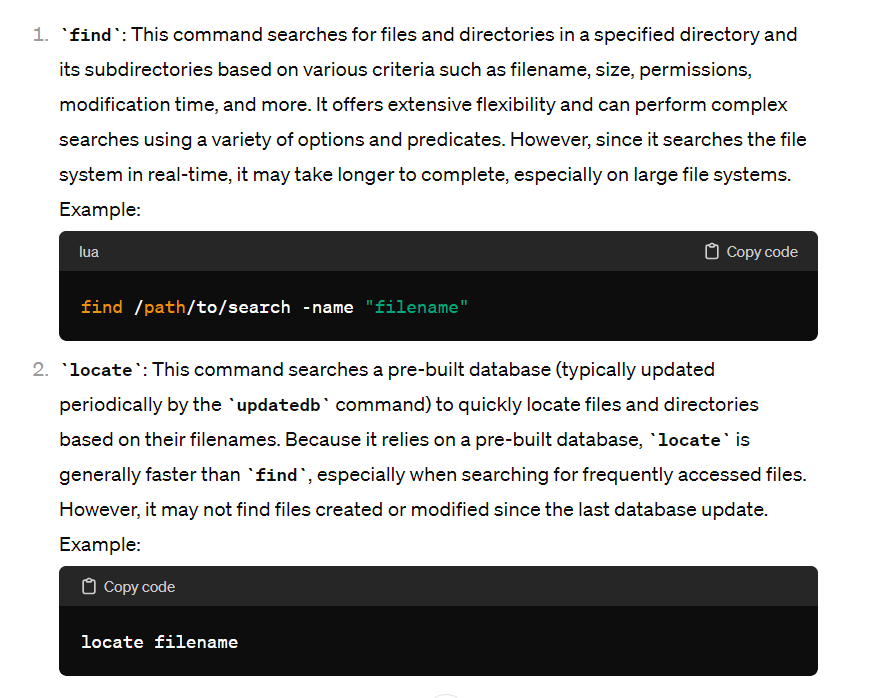 1. `find`: This command searches for files and directories in a specified directory and
its subdirectories based on various criteria such as filename, size, permissions,
modification time, and more. It offers extensive flexibility and can perform complex
searches using a variety of options and predicates. However, since it searches the file
system in real-time, it may take longer to complete, especially on large file systems.
Example:
lua Copy code
find /path/to/search -name "filename"
2. `locate`: This command searches a pre-built database (typically updated
periodically by the `updatedb` command) to quickly locate files and directories
based on their filenames. Because it relies on a pre-built database, `locate` is
generally faster than `find`, especially when searching for frequently accessed files.
However, it may not find files created or modified since the last database update.
Example:
Copy code
locate filename